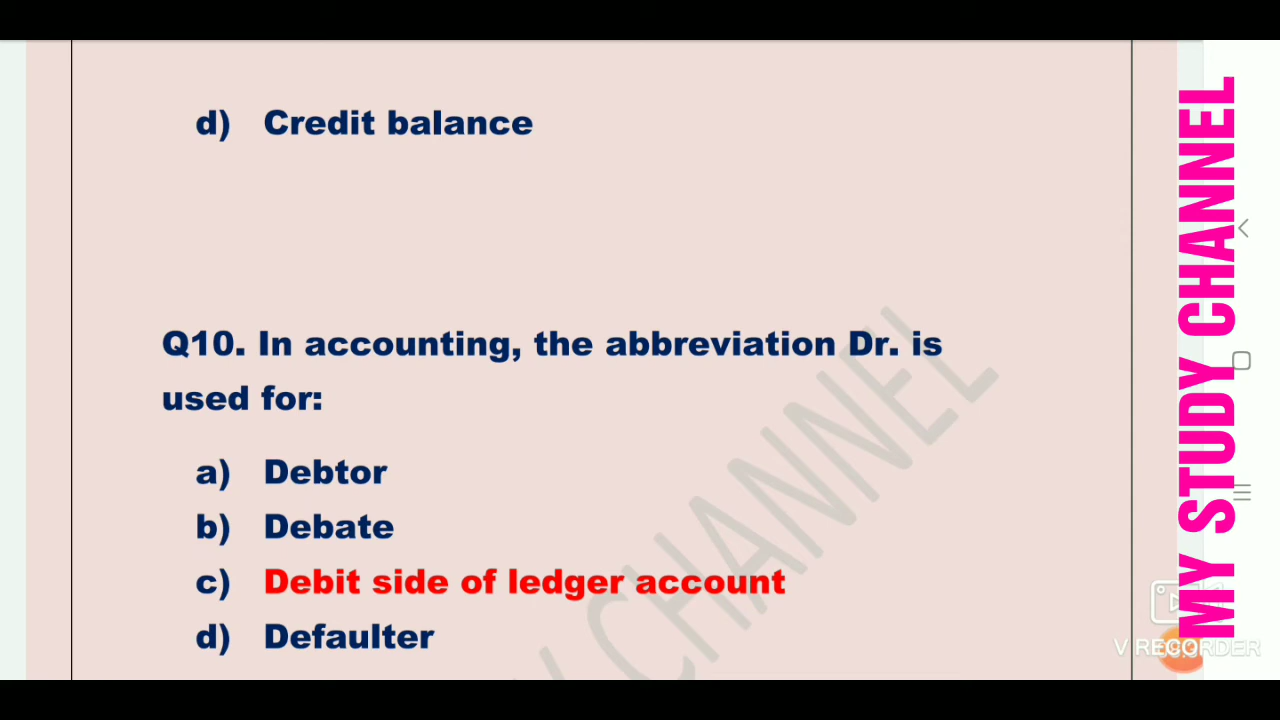 d) Credit balance
Q10. In accounting, the abbreviation Dr. is
used for:
a) Debtor
b) Debate
c) Debit side of ledger account
d) Defaulter
MY STUDY CHANNEL
CHANNEL
V RECORDER